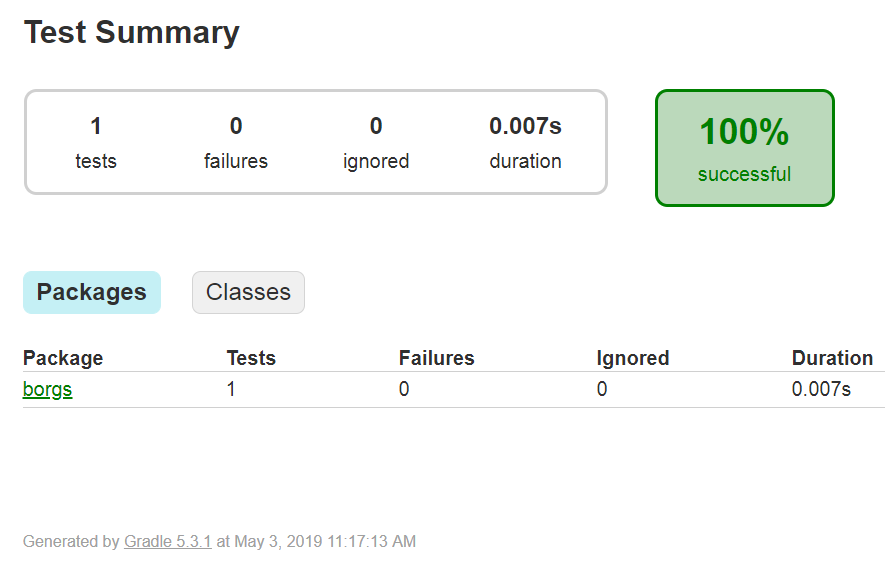 Test Summary
1 0 0 0.007s
tests failures ignored duration
100%
successful
Packages Classes
Package Tests Failures Ignored Duration
borgs 1 0 0 0.007s
Generated by Gradle 5.3.1 at May 3, 2019 11:17:13 AM